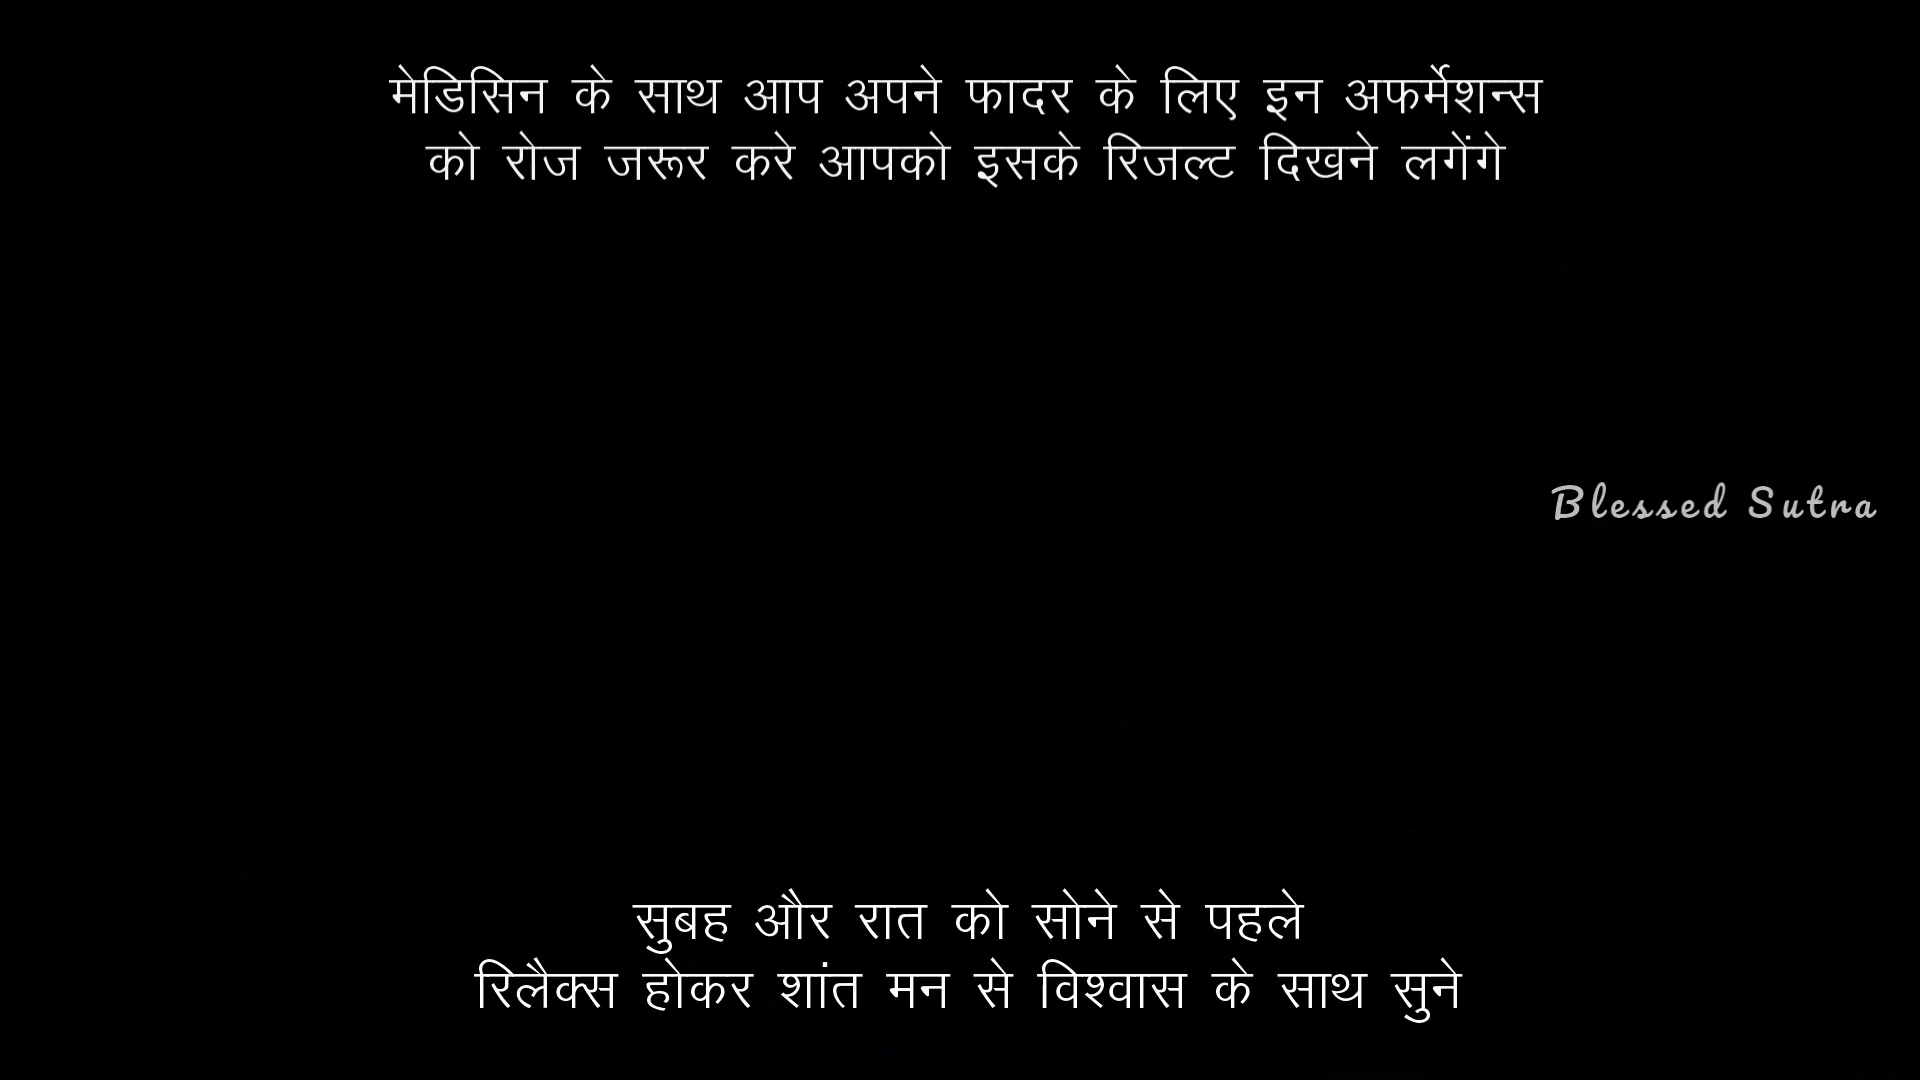 मेडिसिन के साथ आप अपने फादर के लिए इन अफर्मेशन्स
को रोज जरूर करे आपको इसके रिजल्ट दिखने लगेंगे
Blessed Sutra
सुबह और रात को सोने से पहले
रिलैक्स होकर शांत मन से विश्वास के साथ सुने